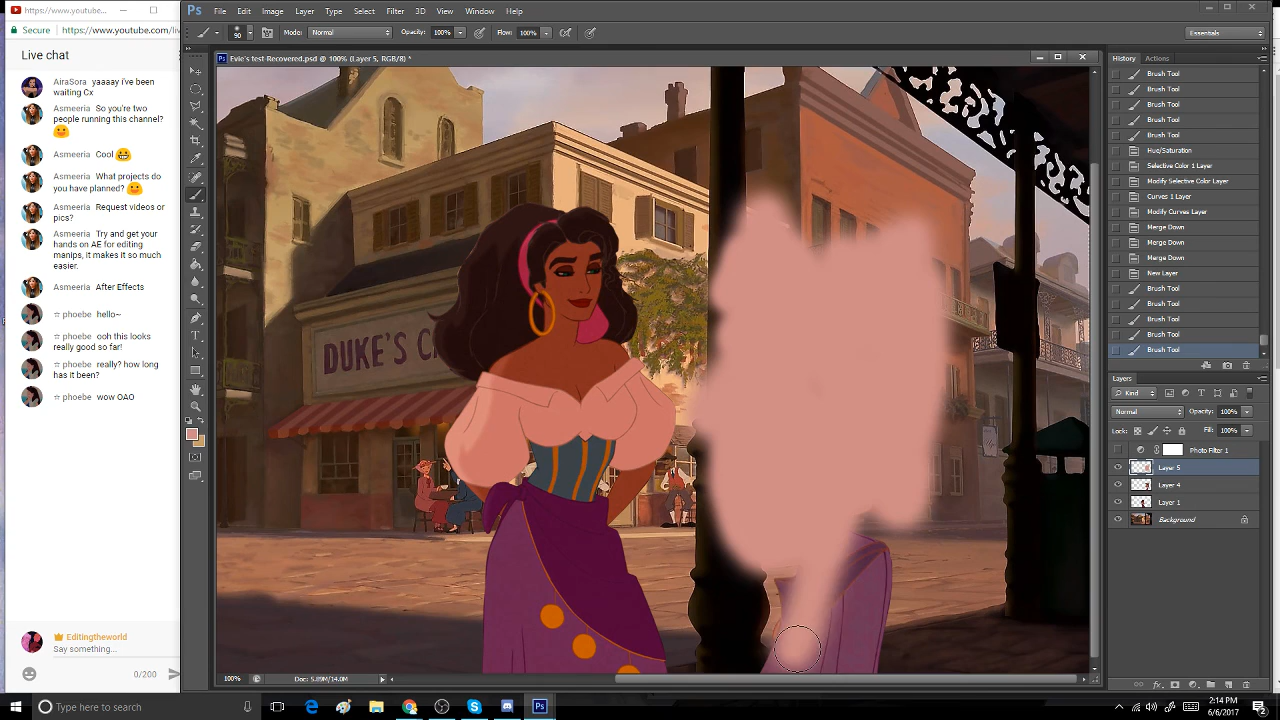 https://www.youtube.com/
Secure https://www.youtube.com/liv
Live chat
AiraSora yaaaay i've been
waiting Cx
Asmeeria So you're two
people running this channel?
Asmeeria Cool
Asmeeria What projects do
you have planned?
Asmeeria Request videos or
pics?
Asmeeria Try and get your
hands on AE for editing
manips, it makes it so much
easier.
Asmeeria After Effects
☆ phoebe hello~
☆ phoebe ooh this looks
really good so far!
☆ phoebe really? how long
has it been?
☆ phoebe wow OAO
Editingtheworld
Say something...
0/200
Ps File Edit Image Layer Type Select Filter 3D View Window Help
90 Mode: Normal Opacity: 100% Flow: 100% Essentials
Ps Evie's test-Recovered.psd @ 100% (Layer 5, RGB/8) *
DUKE'S C
100% Doc: 5.89M/14.0M
History Actions
Brush Tool
Brush Tool
Brush Tool
Brush Tool
Brush Tool
Hue/Saturation
Selective Color 1 Layer
Modify Selective Color Layer
Curves 1 Layer
Modify Curves Layer
Merge Down
Merge Down
Merge Down
New Layer
Brush Tool
Brush Tool
Brush Tool
Brush Tool
Brush Tool
Layers
Kind
Normal Opacity: 100%
Lock: Fill: 100%
Photo Filter 1
Layer 5
Layer 4
Layer 1
Background
Type here to search
2:14 PM
6/6/2017